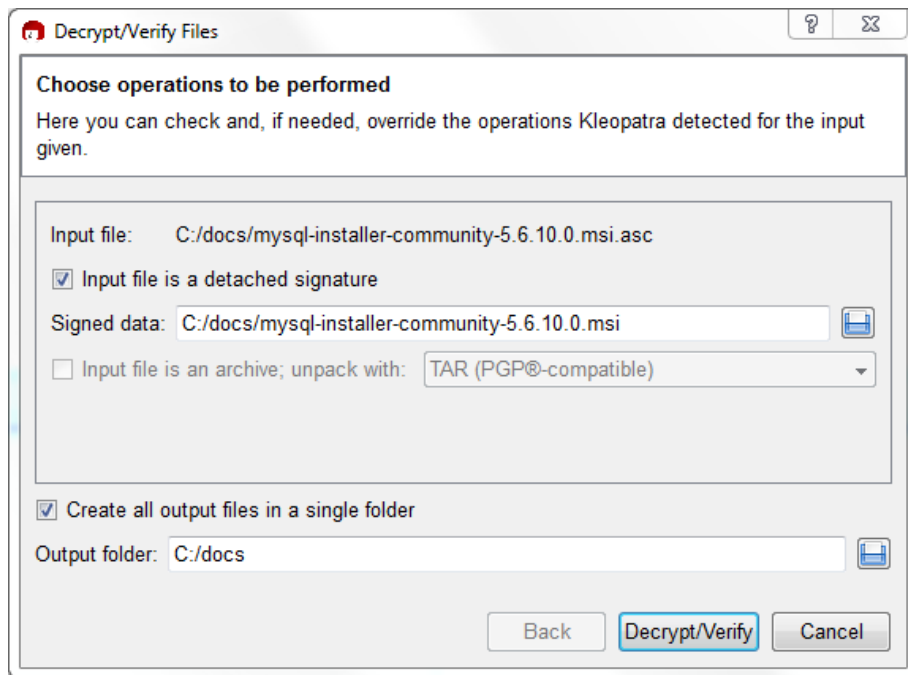 Decrypt/Verify Files
Choose operations to be performed
Here you can check and, if needed, override the operations Kleopatra detected for the input
given.
Input file: C:/docs/mysql-installer-community-5.6.10.0.msi.asc
Input file is a detached signature
Signed data: C:/docs/mysql-installer-community-5.6.10.0.msi
Input file is an archive; unpack with: TAR (PGP®-compatible)
Create all output files in a single folder
Output folder: C:/docs
Back Decrypt/Verify Cancel